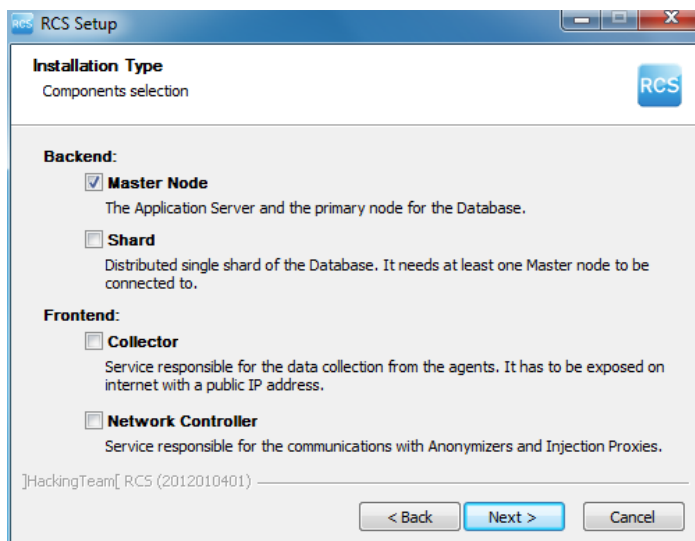 RCS RCS Setup
Installation Type
Components selection
RCS
Backend:
Master Node
The Application Server and the primary node for the Database.
Shard
Distributed single shard of the Database. It needs at least one Master node to be
connected to.
Frontend:
Collector
Service responsible for the data collection from the agents. It has to be exposed on
internet with a public IP address.
Network Controller
Service responsible for the communications with Anonymizers and Injection Proxies.
]HackingTeam[ RCS (2012010401)
< Back Next > Cancel